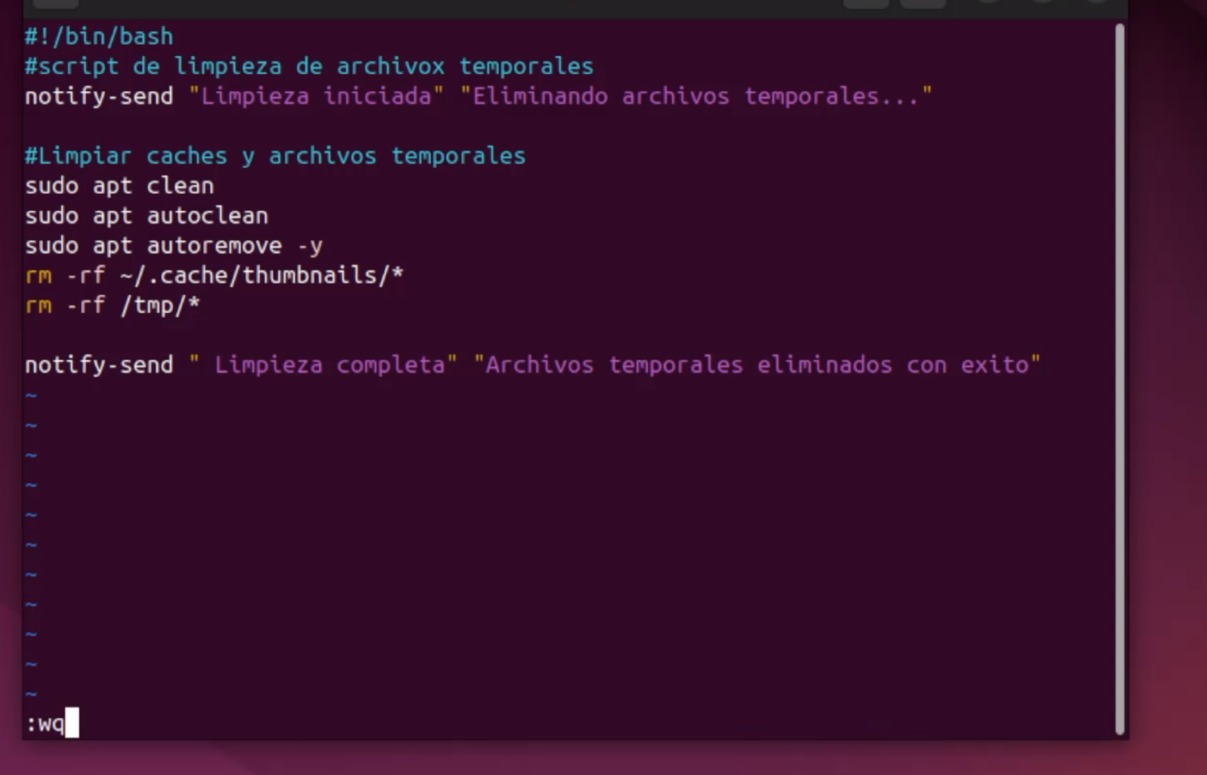 #!/bin/bash
#script de limpieza de archivox temporales
notify-send "Limpieza iniciada" "Eliminando archivos temporales..."
#Limpiar caches y archivos temporales
sudo apt clean
sudo apt autoclean
sudo apt autoremove -y
rm -rf ~/.cache/thumbnails/*
rm -rf /tmp/*
notify-send " Limpieza completa" "Archivos temporales eliminados con exito"
~
~
~
~
~
~
~
~
~
~
~
:wq